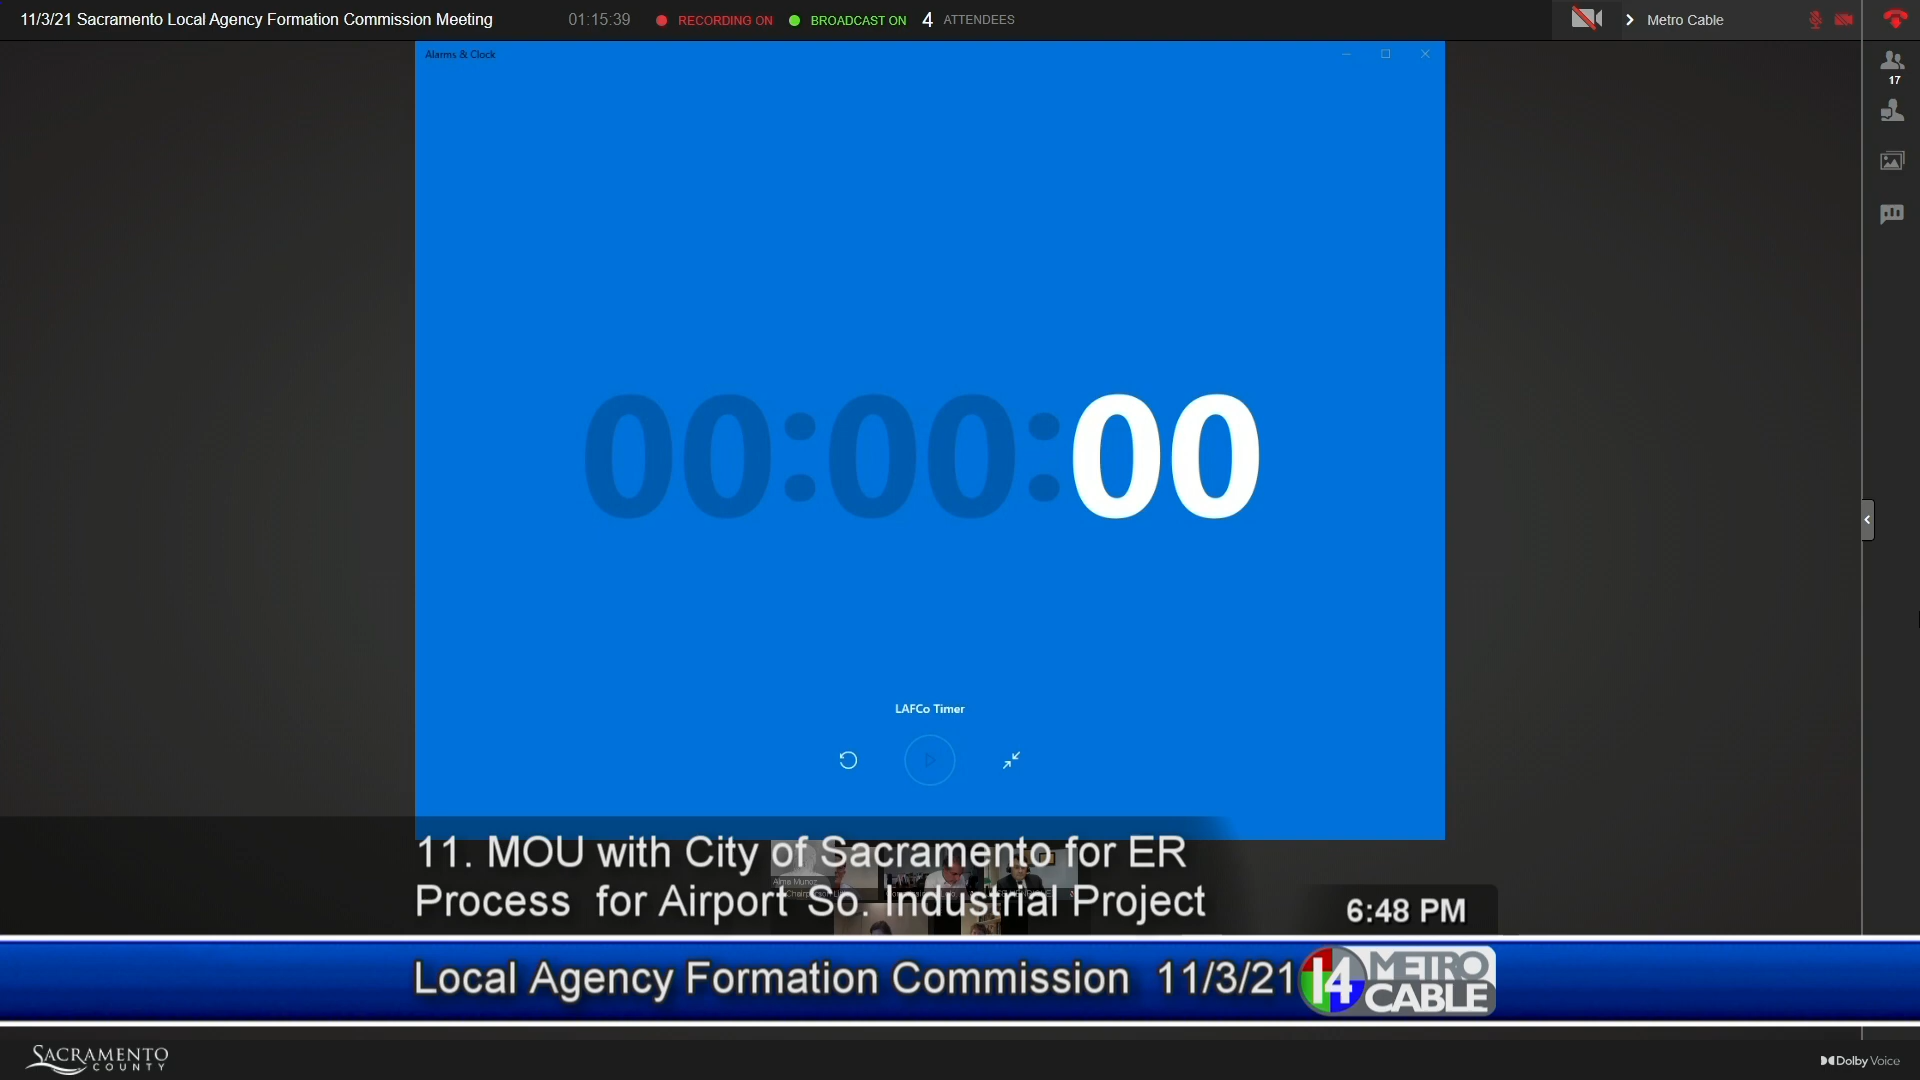 11/3/21 Sacramento Local Agency Formation Commission Meeting 01:15:39 RECORDING ON BROADCAST ON 4 ATTENDEES Metro Cable
17
Alarms & Clock
00:00:00
LAFCo Timer
11. MOU with City of Sacramento for ER
Alma Munoz
Process for Airport So. Industrial Project
6:48 PM
Local Agency Formation Commission 11/3/21 14 METRO CABLE
SACRAMENTO
COUNTY
Dolby Voice